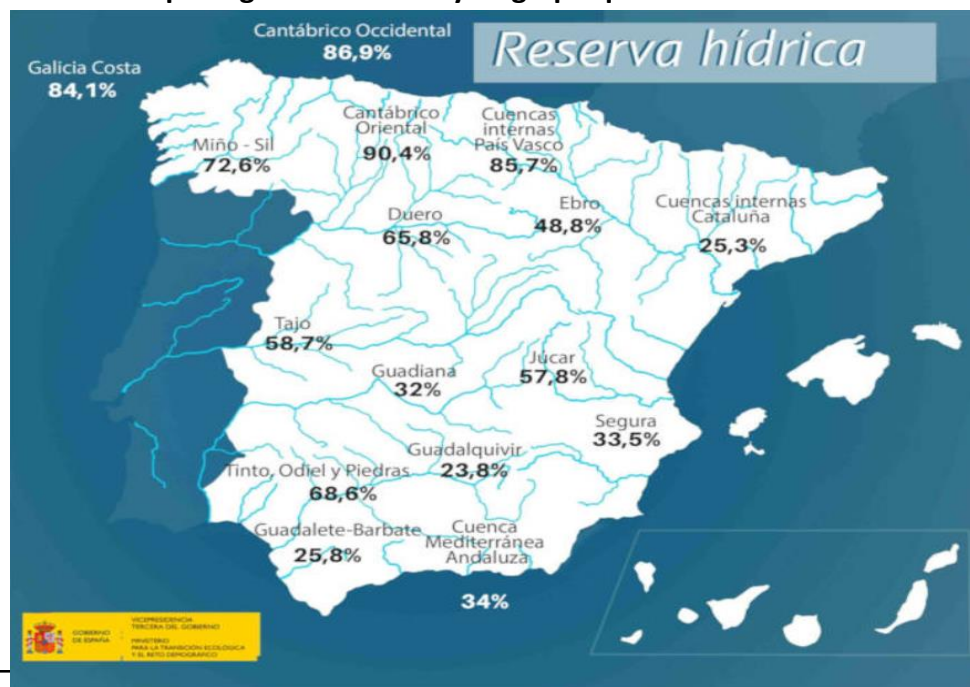 Reserva hídrica
Cantábrico Occidental
86,9%
Galicia Costa
84,1%
Cantábrico
Oriental
90,4%
Cuencas
internas
País Vasco
85,7%
Miño - Sil
72,6%
Ebro
48,8%
Cuencas internas
Cataluña
25,3%
Duero
65,8%
Tajo
58,7%
Júcar
57,8%
Guadiana
32%
Segura
33,5%
Guadalquivir
23,8%
Tinto, Odiel y Piedras
68,6%
Guadalete-Barbate
25,8%
Cuenca
Mediterránea
Andaluza
34%
GOBIERNO
DE ESPAÑA
VICEPRESIDENCIA
TERCERA DEL GOBIERNO
MINISTERIO
PARA LA TRANSICIÓN ECOLÓGICA
Y EL RETO DEMOGRÁFICO